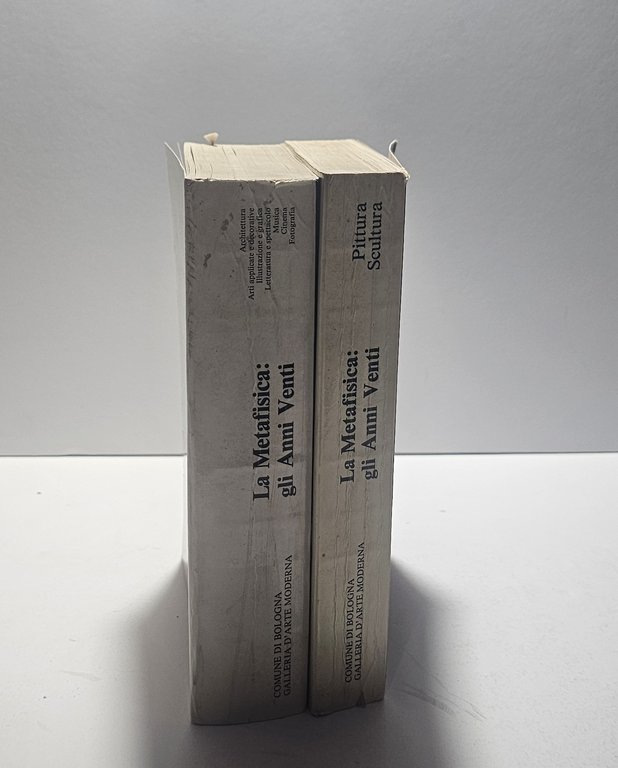 COMUNE DI BOLOGNA
GALLERIA D'ARTE MODERNA
La Metafisica:
gli Anni Venti
Architettura
Arti applicate e decorative
Illustrazione e grafica
Letteratura e spettacolo
Musica
Cinema
Fotografia
COMUNE DI BOLOGNA
GALLERIA D'ARTE MODERNA
La Metafisica:
gli Anni Venti
Pittura
Scultura